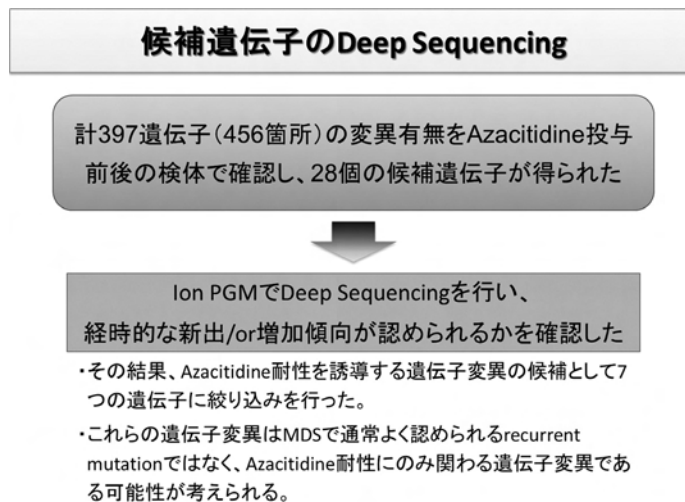 候補遺伝子のDeep Sequencing
計397遺伝子(456箇所)の変異有無をAzacitidine投与
前後の検体で確認し、28個の候補遺伝子が得られた
Ion PGMでDeep Sequencingを行い、
経時的な新出/or増加傾向が認められるかを確認した
・その結果、Azacitidine耐性を誘導する遺伝子変異の候補として7
つの遺伝子に絞り込みを行った。
・これらの遺伝子変異はMDSで通常よく認められるrecurrent
mutationではなく、Azacitidine耐性にのみ関わる遺伝子変異であ
る可能性が考えられる。